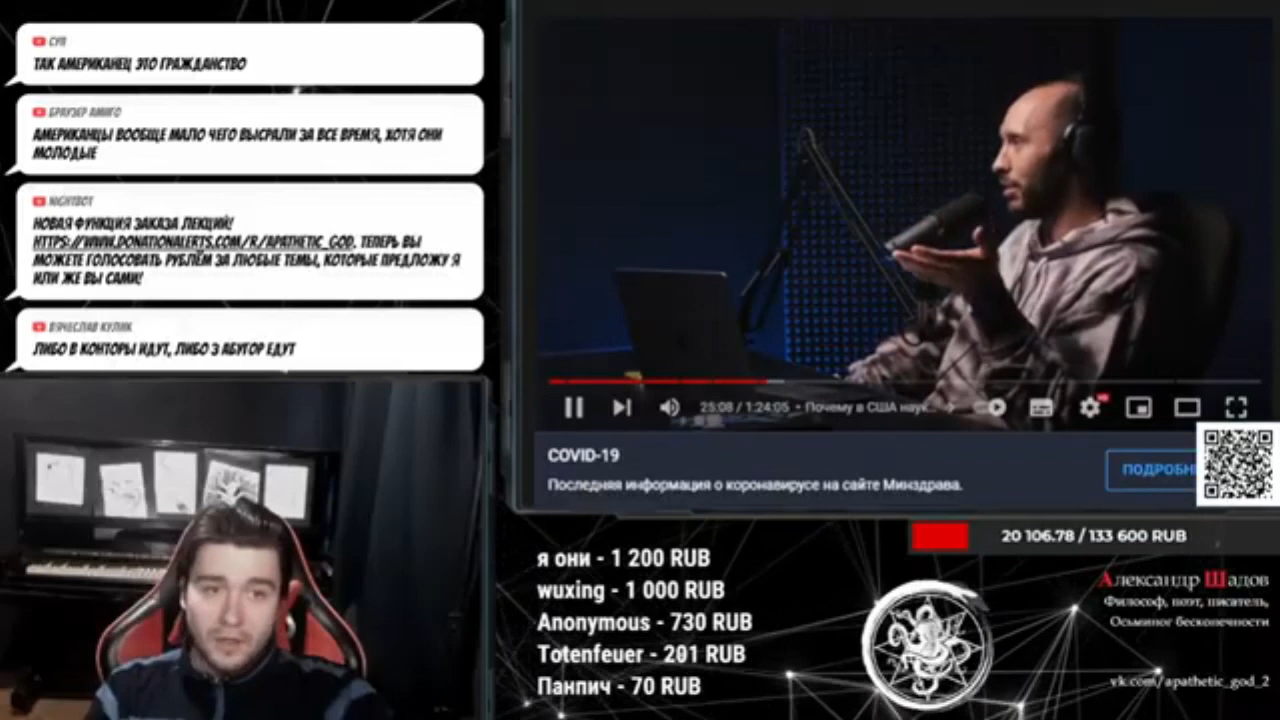 СУП
ТАК АМЕРИКАНЕЦ ЭТО ГРАЖДАНСТВО
БРАУЗЕР АМИГО
АМЕРИКАНЦЫ ВООБЩЕ МАЛО ЧЕГО ВЫСРАЛИ ЗА ВСЕ ВРЕМЯ, ХОТЯ ОНИ
МОЛОДЫЕ
NIGHTBOT
НОВАЯ ФУНКЦИЯ ЗАКАЗА ЛЕКЦИЙ!
HTTPS://WWW.DONATIONALERTS.COM/R/APATHETIC_GOD. ТЕПЕРЬ ВЫ
МОЖЕТЕ ГОЛОСОВАТЬ РУБЛЁМ ЗА ЛЮБЫЕ ТЕМЫ, КОТОРЫЕ ПРЕДЛОЖУ Я
ИЛИ ЖЕ ВЫ САМИ!
ВЯЧЕСЛАВ КУЛИК
ЛИБО В КОНТОРЫ ИДУТ, ЛИБО З АБУГОР ЕДУТ
25:08 / 1:24:05 • Почему в США наук...
COVID-19
Последняя информация о коронавирусе на сайте Минздрава.
ПОДРОБН
20 106.78 / 133 600 RUB
я они - 1 200 RUB
wuxing - 1 000 RUB
Anonymous - 730 RUB
Totenfeuer - 201 RUB
Панпич - 70 RUB
Александр Шадов
Философ, поэт, писатель,
Осьминог бесконечности
vk.com/apathetic_god_2